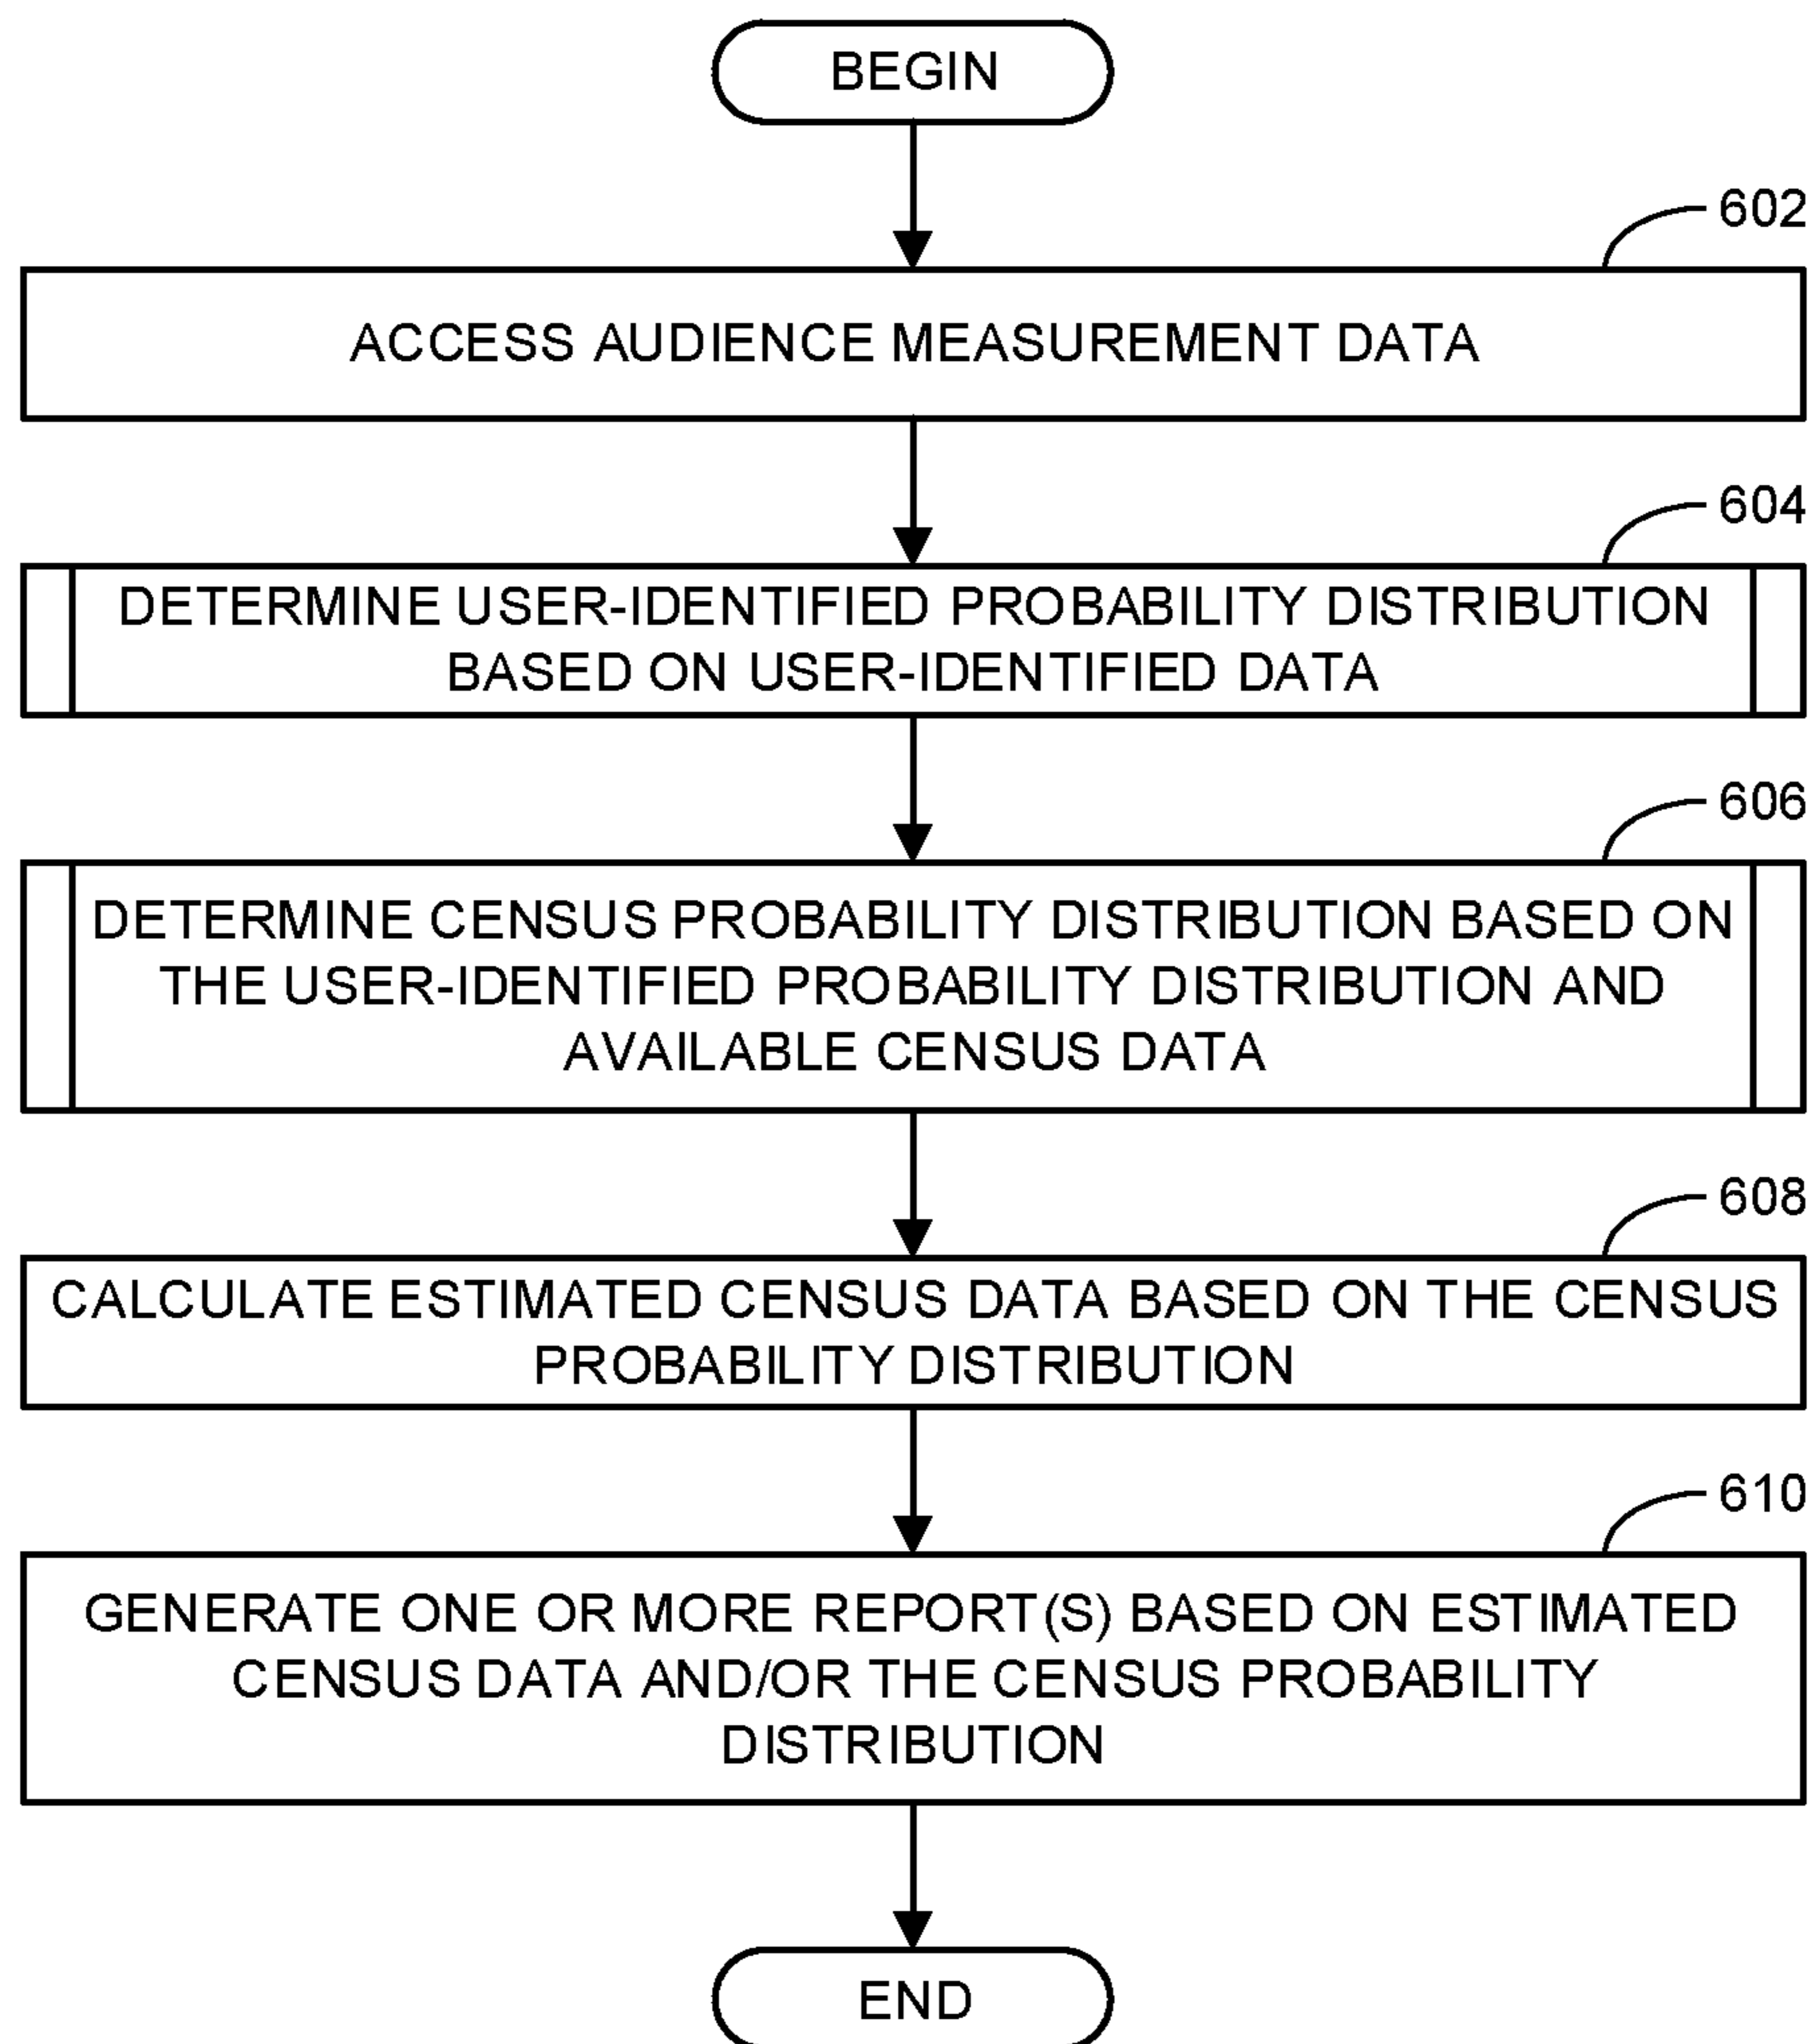 BEGIN
602
ACCESS AUDIENCE MEASUREMENT DATA
604
DETERMINE USER-IDENTIFIED PROBABILITY DISTRIBUTION
BASED ON USER-IDENTIFIED DATA
606
DETERMINE CENSUS PROBABILITY DISTRIBUTION BASED ON
THE USER-IDENTIFIED PROBABILITY DISTRIBUTION AND
AVAILABLE CENSUS DATA
608
CALCULATE ESTIMATED CENSUS DATA BASED ON THE CENSUS
PROBABILITY DISTRIBUTION
610
GENERATE ONE OR MORE REPORT(S) BASED ON ESTIMATED
CENSUS DATA AND/OR THE CENSUS PROBABILITY
DISTRIBUTION
END